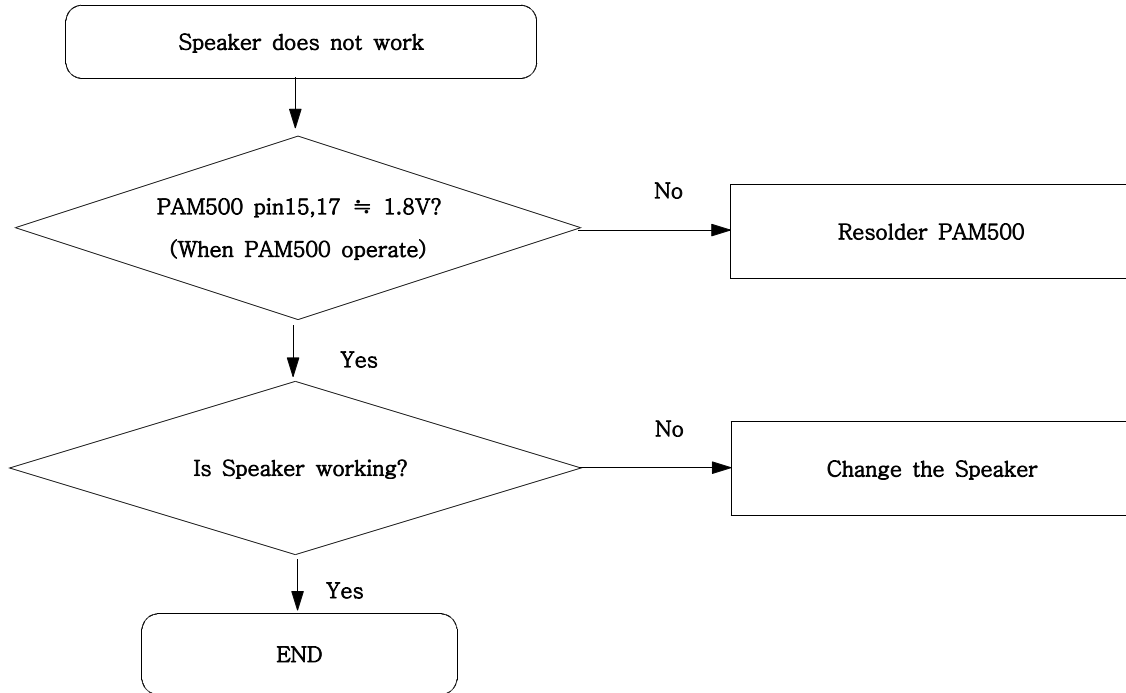 Speaker does not work
PAM500 pin15,17 ≒ 1.8V?
(When PAM500 operate)
No
Resolder PAM500
Yes
Is Speaker working?
No
Change the Speaker
Yes
END